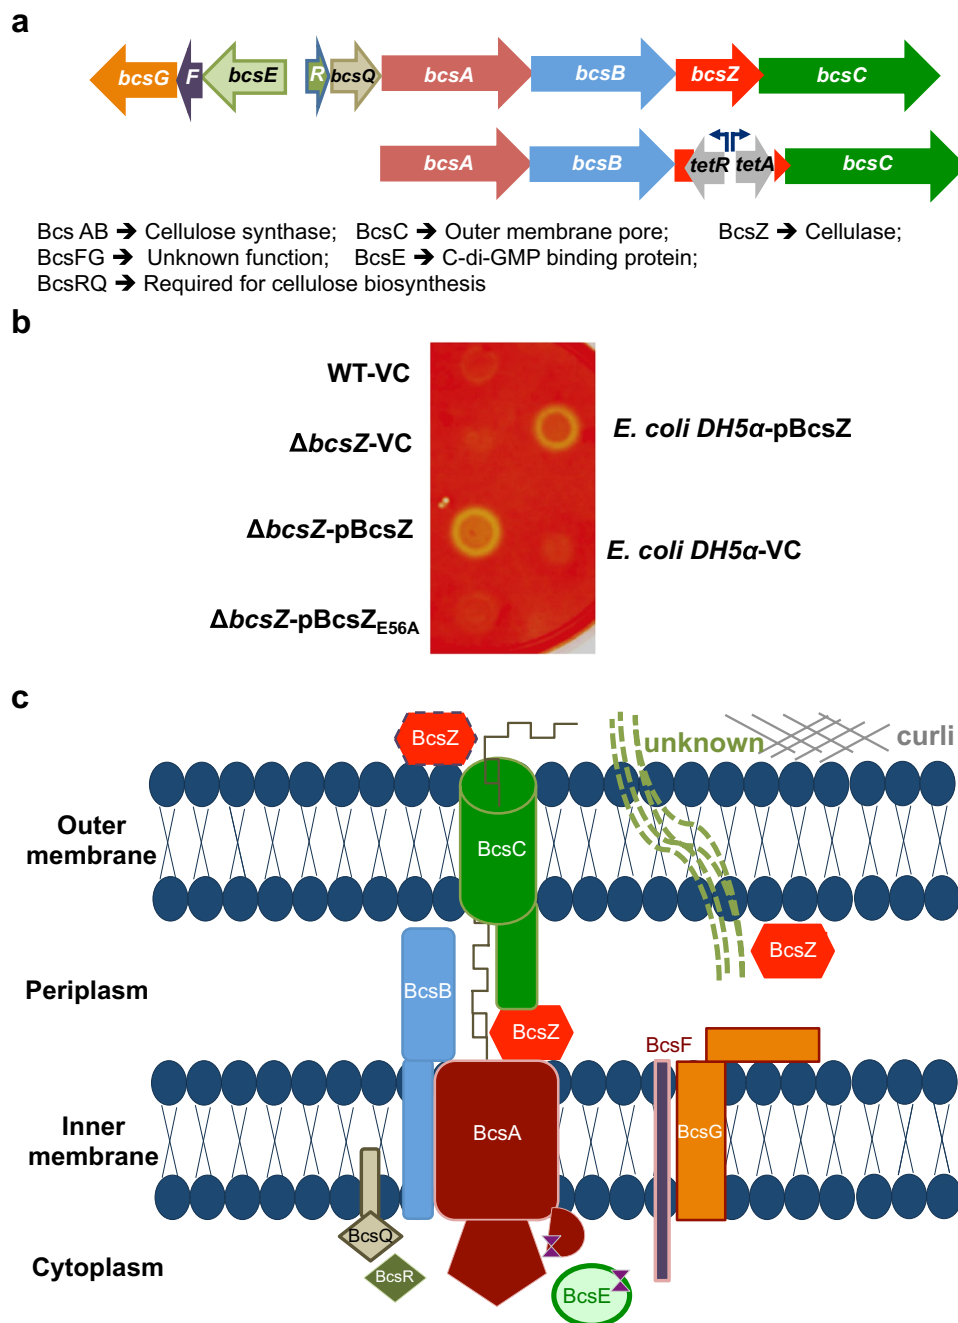 a
bcsG F bcsE R bcsQ bcsA bcsB bcsZ bcsC
bcsA bcsB tetR tetA bcsC
Bcs AB ➔ Cellulose synthase; BcsC ➔ Outer membrane pore; BcsZ ➔ Cellulase;
BcsFG ➔ Unknown function; BcsE ➔ C-di-GMP binding protein;
BcsRQ ➔ Required for cellulose biosynthesis
b
WT-VC
E. coli DH5α-pBcsZ
ΔbcsZ-VC
ΔbcsZ-pBcsZ
E. coli DH5α-VC
ΔbcsZ-pBcsZE56A
c
BcsZ
unknown
curli
Outer
membrane
BcsC
BcsZ
Periplasm
BcsB
BcsZ
BcsF
Inner
membrane
BcsA
BcsG
BcsQ
Cytoplasm
BcsR
BcsE